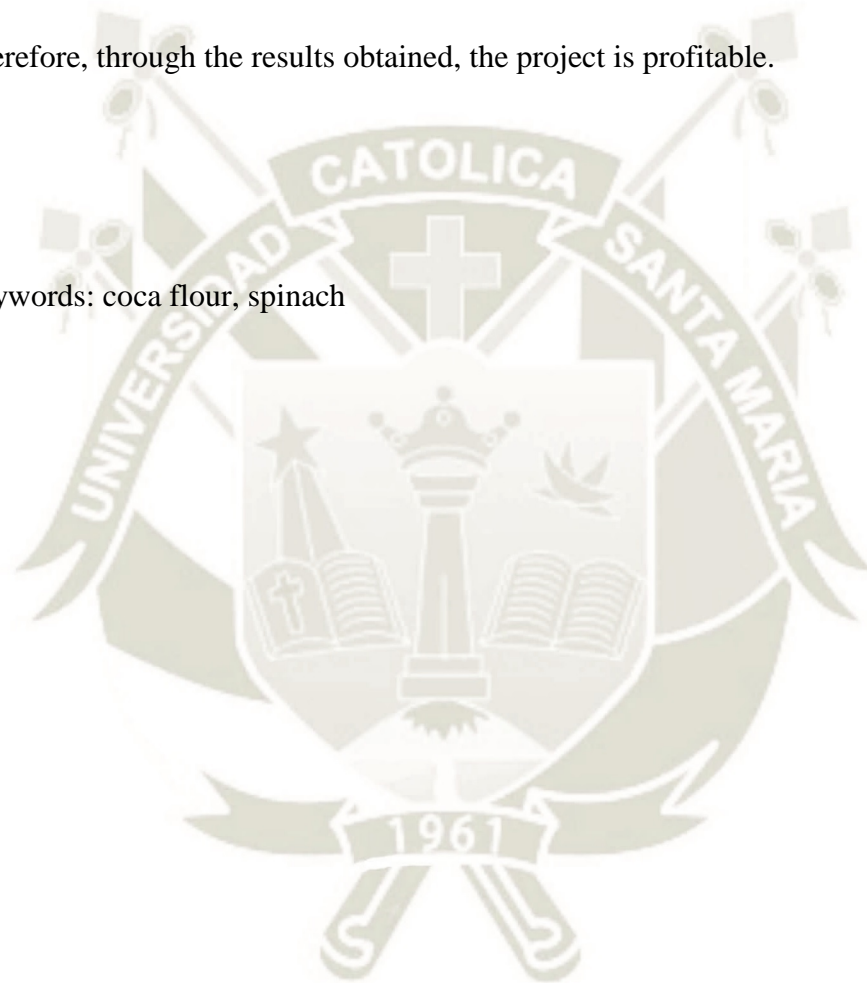 erefore, through the results obtained, the project is profitable.
CATOLICA
UNIVERSIDAD
SANTA MARIA
ywords: coca flour, spinach
1961